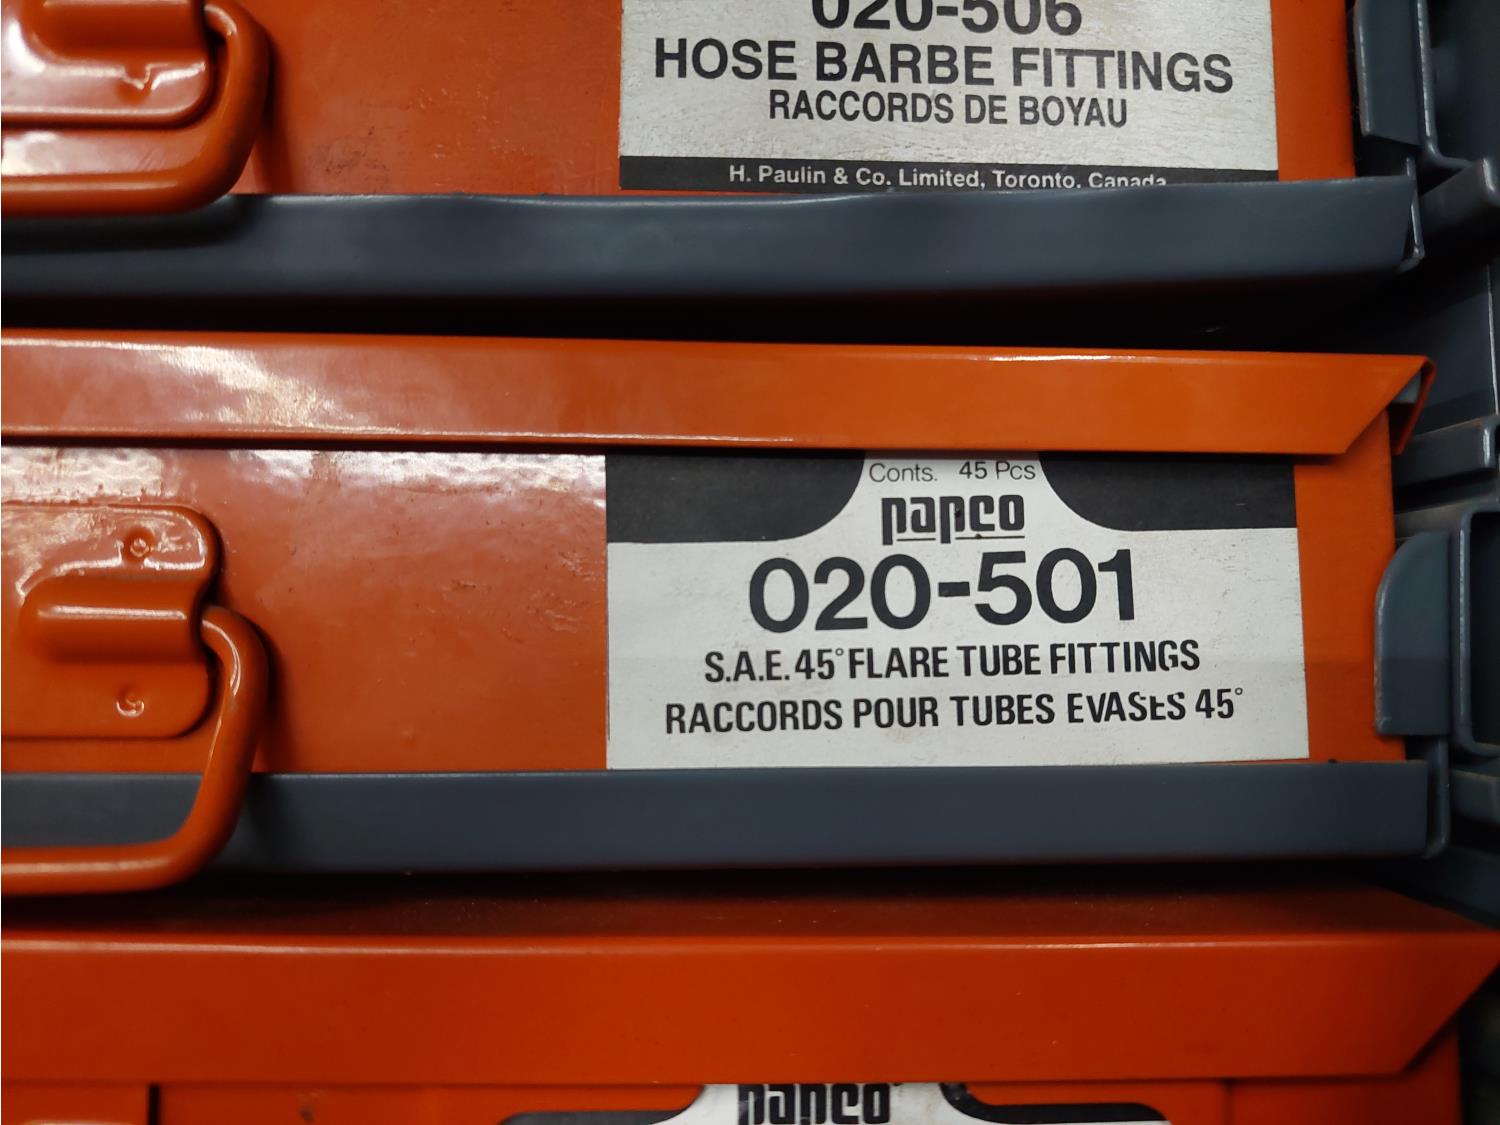 020-506
HOSE BARBE FITTINGS
RACCORDS DE BOYAU
H. Paulin & Co. Limited, Toronto, Canada
Conts. 45 Pcs
papco
020-501
S.A.E. 45° FLARE TUBE FITTINGS
RACCORDS POUR TUBES EVASES 45°
papco